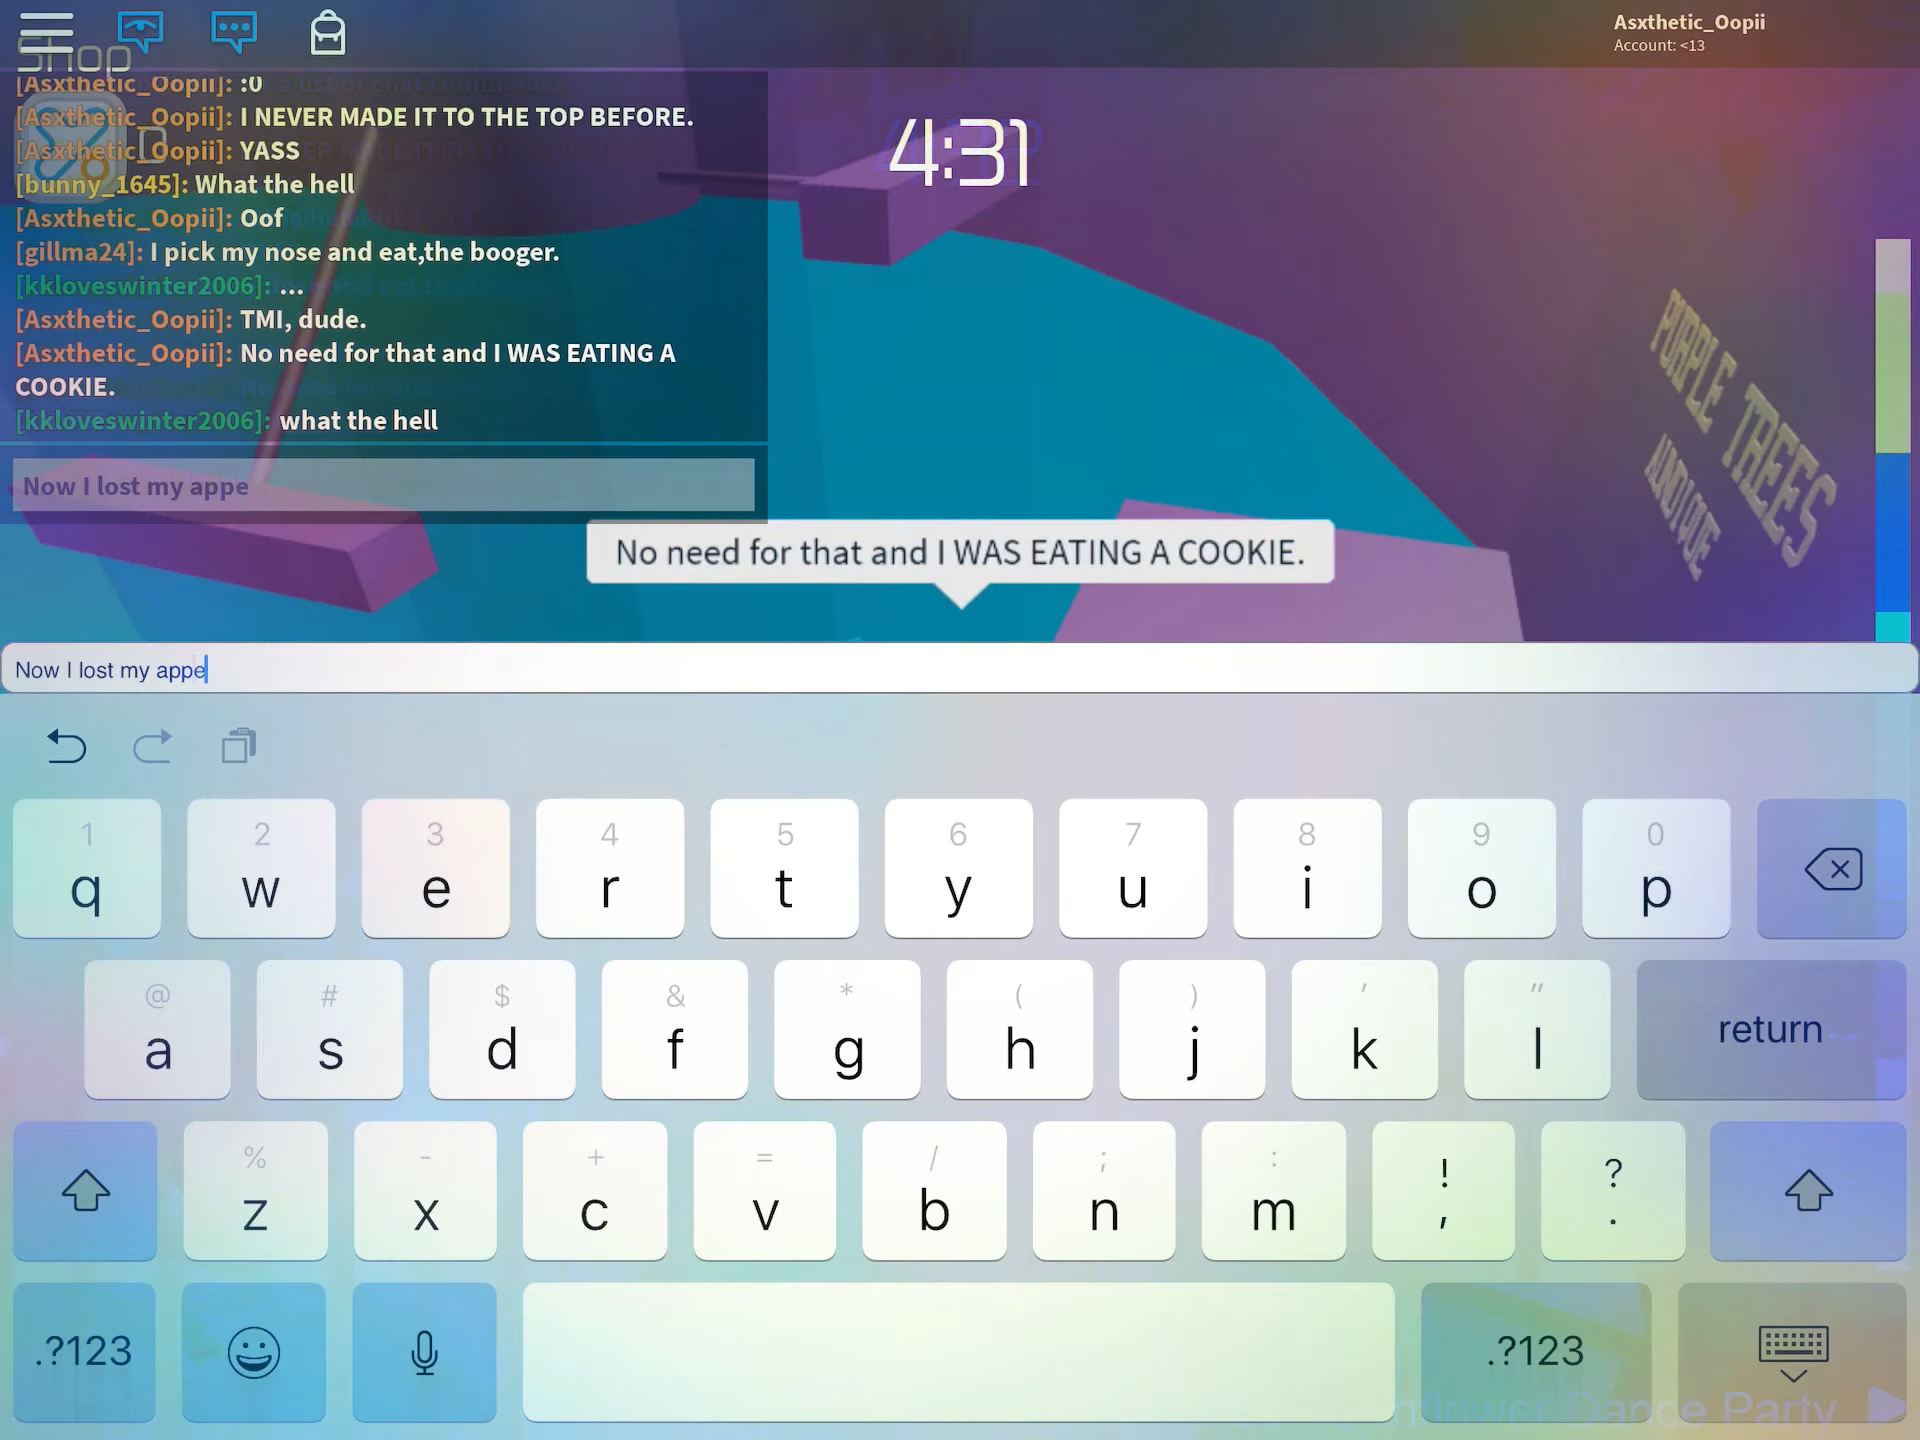 Shop
Asxthetic_Oopii
Account: <13
[Asxthetic_Oopii]: :0
[Asxthetic_Oopii]: I NEVER MADE IT TO THE TOP BEFORE.
[Asxthetic_Oopii]: YASS
[bunny_1645]: What the hell
[Asxthetic_Oopii]: Oof
[gillma24]: I pick my nose and eat,the booger.
[kkloveswinter2006]: ...
[Asxthetic_Oopii]: TMI, dude.
[Asxthetic_Oopii]: No need for that and I WAS EATING A
COOKIE.
[kkloveswinter2006]: what the hell
4:31
Now I lost my appe
PURPLE TREES
No need for that and I WAS EATING A COOKIE.
Now I lost my appe
1 2 3 4 5 6 7 8 9 0
q w e r t y u i o p
@ # $ & * ( ) ' "
a s d f g h j k l return
% - + = / ; : ! ?
z x c v b n m , .
.?123 .?123
Dance Party